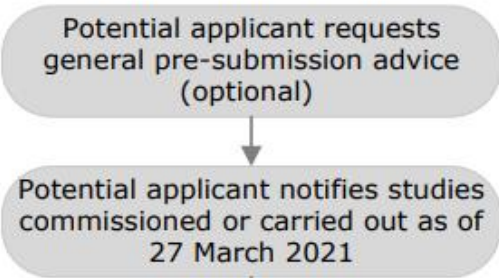 Potential applicant requests
general pre-submission advice
(optional)
Potential applicant notifies studies
commissioned or carried out as of
27 March 2021